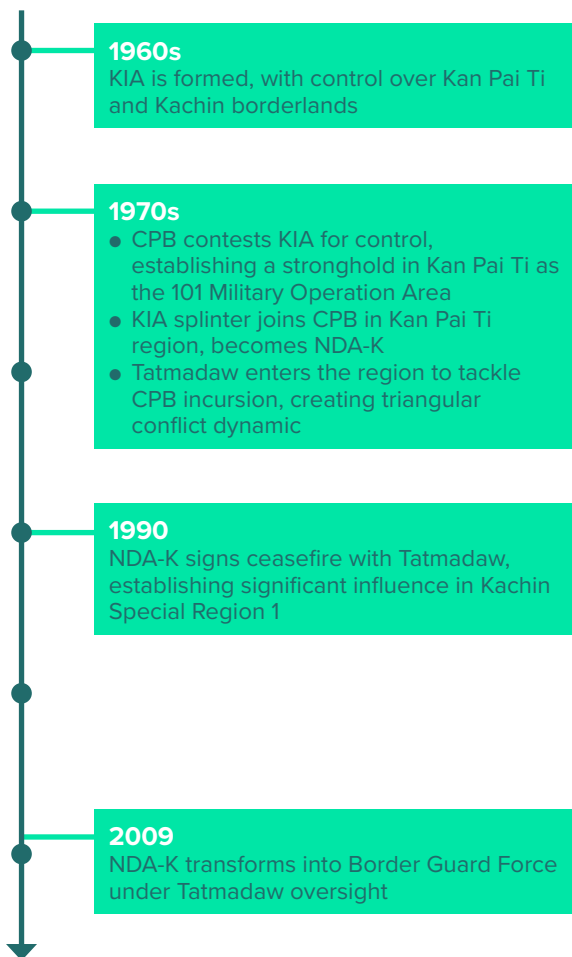 1960s
KIA is formed, with control over Kan Pai Ti
and Kachin borderlands
1970s
● CPB contests KIA for control,
establishing a stronghold in Kan Pai Ti as
the 101 Military Operation Area
● KIA splinter joins CPB in Kan Pai Ti
region, becomes NDA-K
● Tatmadaw enters the region to tackle
CPB incursion, creating triangular
conflict dynamic
1990
NDA-K signs ceasefire with Tatmadaw,
establishing significant influence in Kachin
Special Region 1
2009
NDA-K transforms into Border Guard Force
under Tatmadaw oversight